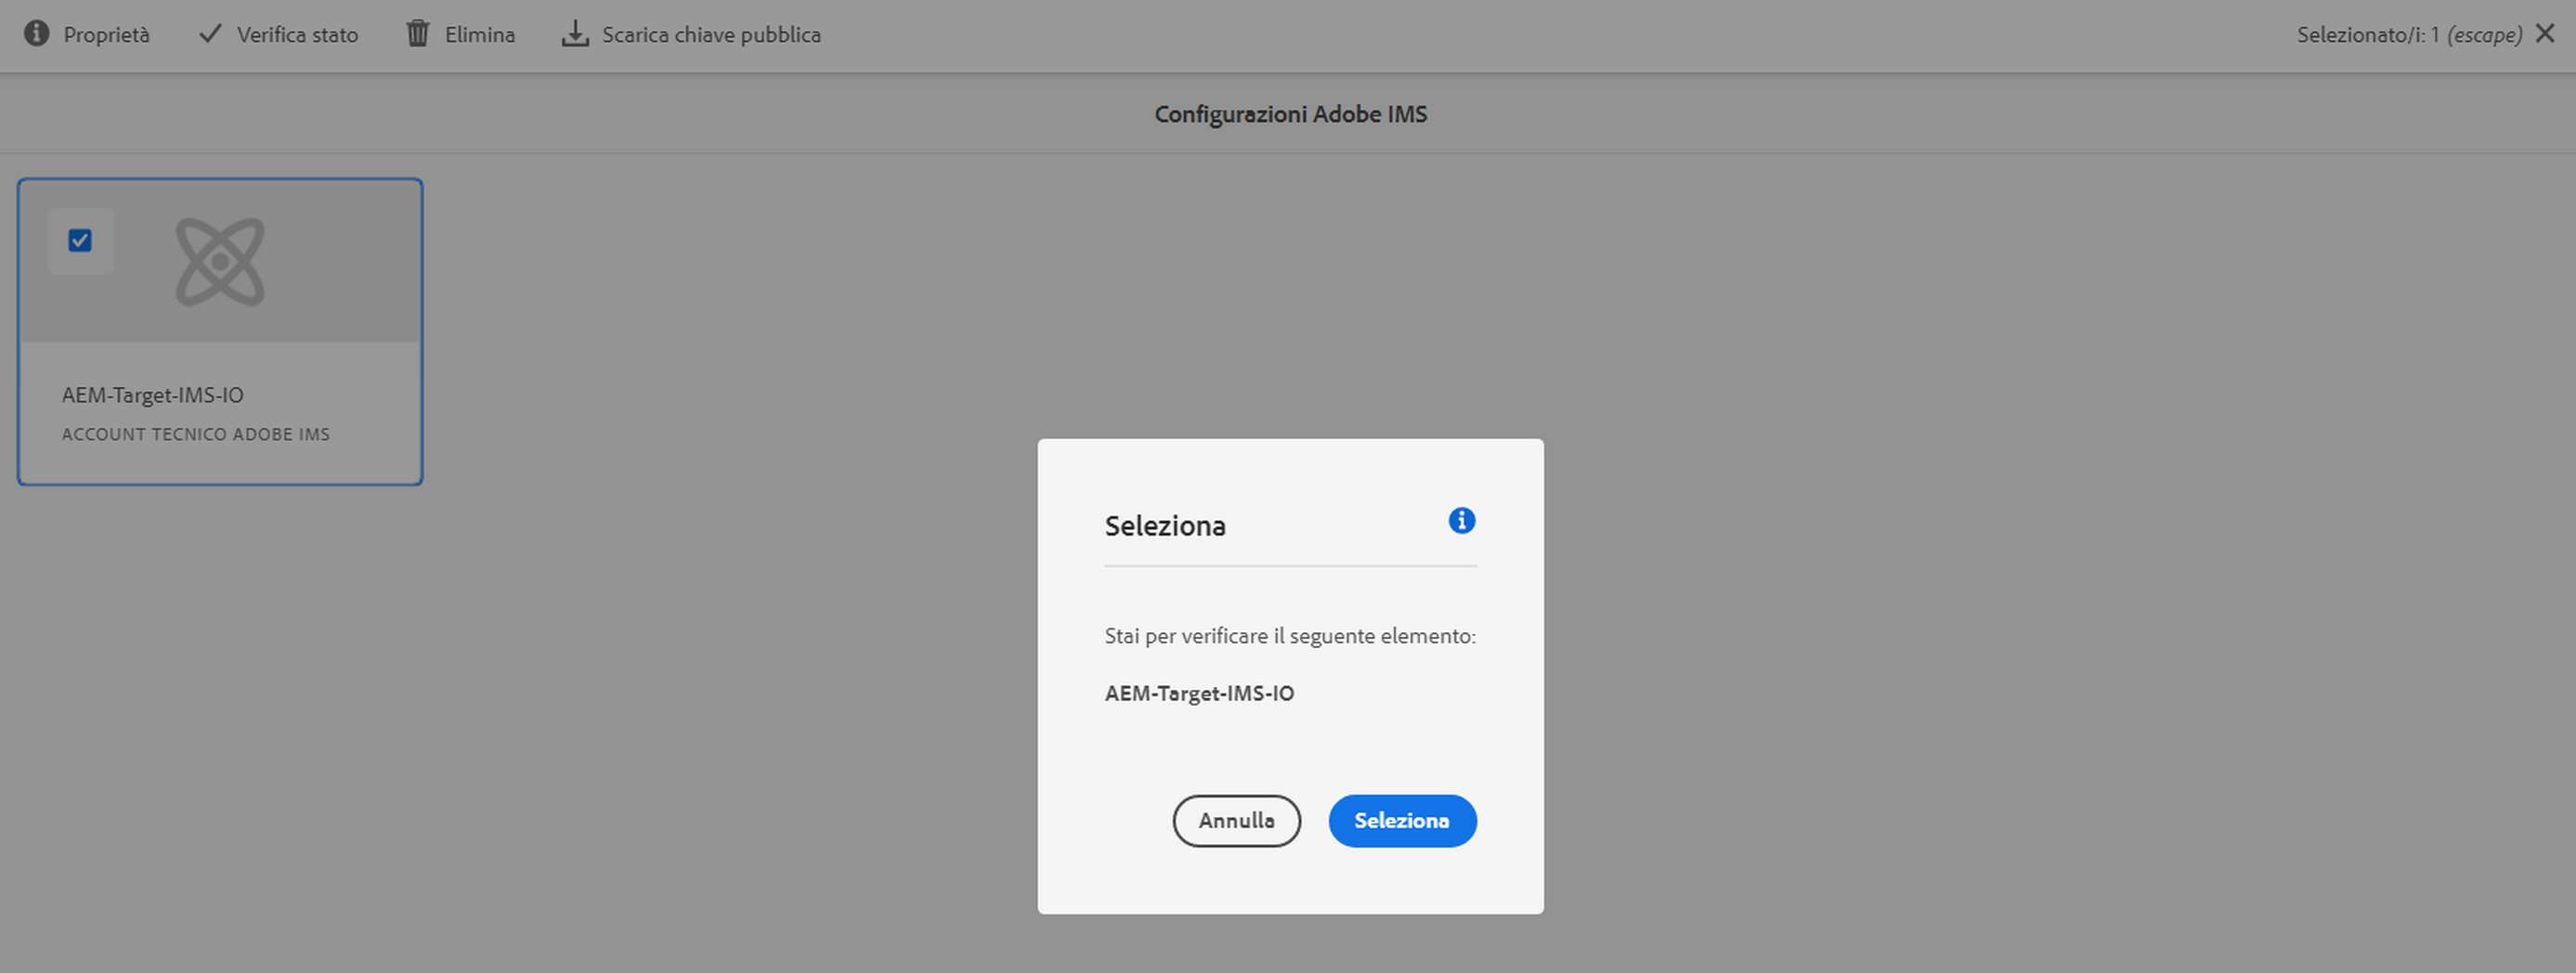 Proprietà Verifica stato Elimina Scarica chiave pubblica Selezionato/i: 1 (escape)
Configurazioni Adobe IMS
AEM-Target-IMS-IO
ACCOUNT TECNICO ADOBE IMS
Seleziona
Stai per verificare il seguente elemento:
AEM-Target-IMS-IO
Annulla Seleziona